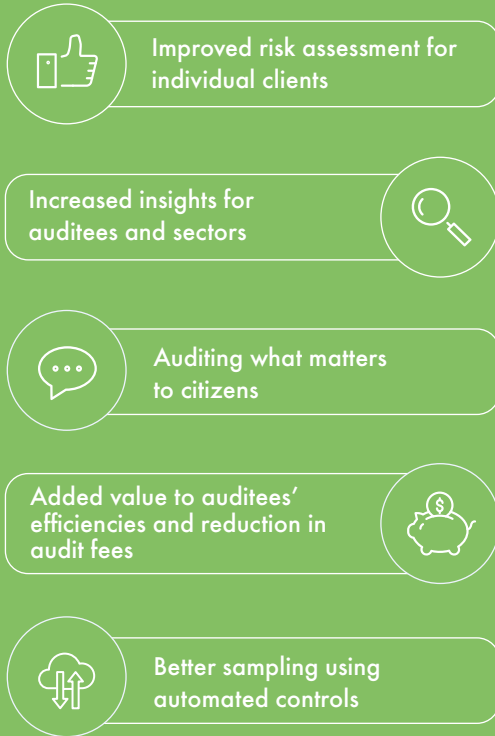 Improved risk assessment for
individual clients
Increased insights for
auditees and sectors
Auditing what matters
to citizens
Added value to auditees’
efficiencies and reduction in
audit fees
$
Better sampling using
automated controls